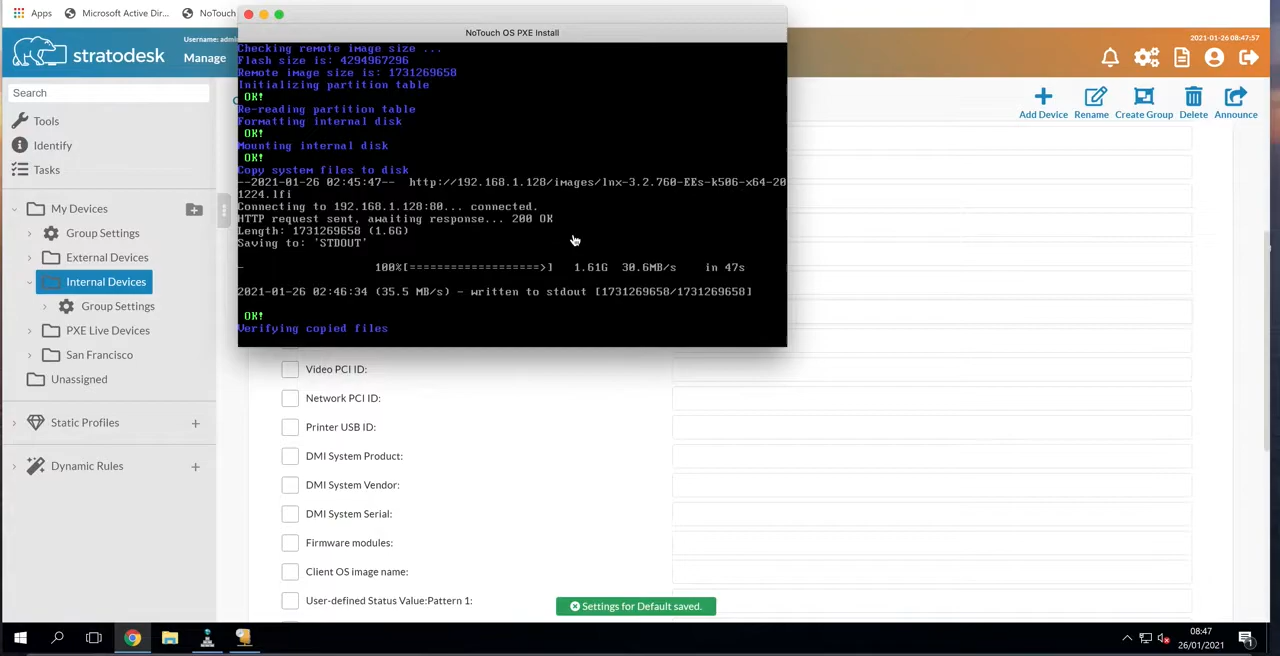 Apps
Microsoft Active Dir...
NoTouch
NoTouch OS PXE Install
Checking remote image size ...
Flash size is: 4294967296
Remote image size is: 1731269658
Initializing partition table
OK!
Re-reading partition table
Formatting internal disk
OK!
Mounting internal disk
OK!
Copy system files to disk
--2021-01-26 02:45:47--  http://192.168.1.128/images/lnx-3.2.760-EEs-k506-x64-20
1224.lfi
Connecting to 192.168.1.128:80... connected.
HTTP request sent, awaiting response... 200 OK
Length: 1731269658 (1.6G)
Saving to: 'STDOUT'
- 100%[===================>] 1.61G 30.6MB/s in 47s
2021-01-26 02:46:34 (35.5 MB/s) - written to stdout [1731269658/1731269658]
OK!
Verifying copied files
stratodesk
Username: admi
Manage
2021-01-26 08:47:57
Search
Tools
Identify
Tasks
My Devices
Group Settings
External Devices
Internal Devices
Group Settings
PXE Live Devices
San Francisco
Unassigned
Static Profiles
Dynamic Rules
Add Device
Rename
Create Group
Delete
Announce
Video PCI ID:
Network PCI ID:
Printer USB ID:
DMI System Product:
DMI System Vendor:
DMI System Serial:
Firmware modules:
Client OS image name:
User-defined Status Value:Pattern 1:
Settings for Default saved.
08:47
26/01/2021
1